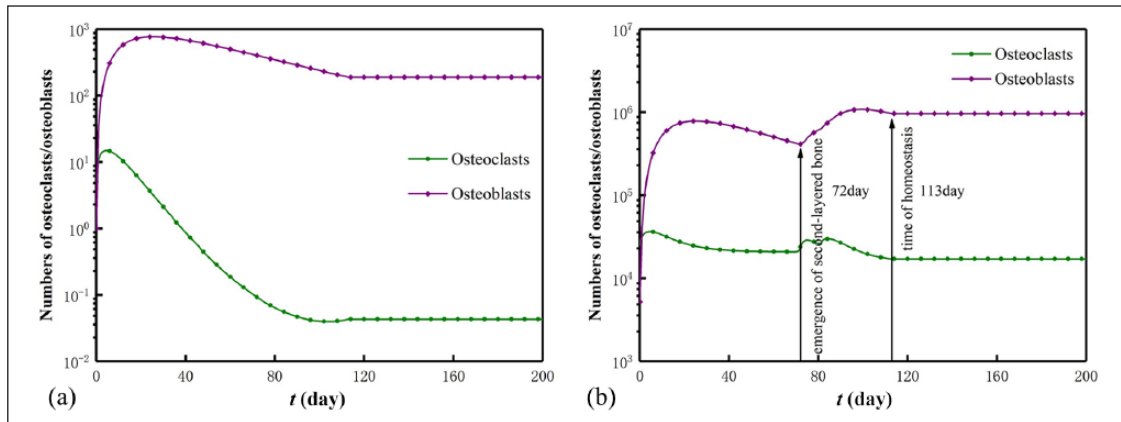 10³
10²
10¹
10⁰
10⁻¹
10⁻²
0
40
80
120
160
200
Numbers of osteoclasts/osteoblasts
t (day)
Osteoclasts
Osteoblasts
(a)
10⁷
10⁶
10⁵
10⁴
10³
0
40
80
120
160
200
Numbers of osteoclasts/osteoblasts
t (day)
Osteoclasts
Osteoblasts
emergence of second-layered bone
72day
time of homeostasis
113day
(b)